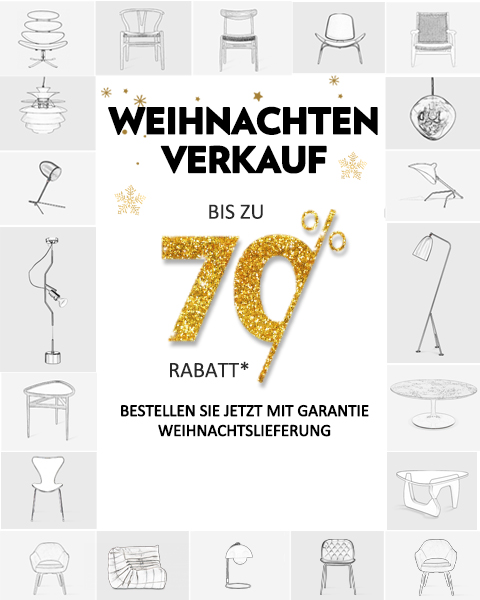 WEIHNACHTEN
VERKAUF
BIS ZU
70%
RABATT*
BESTELLEN SIE JETZT MIT GARANTIE
WEIHNACHTSLIEFERUNG